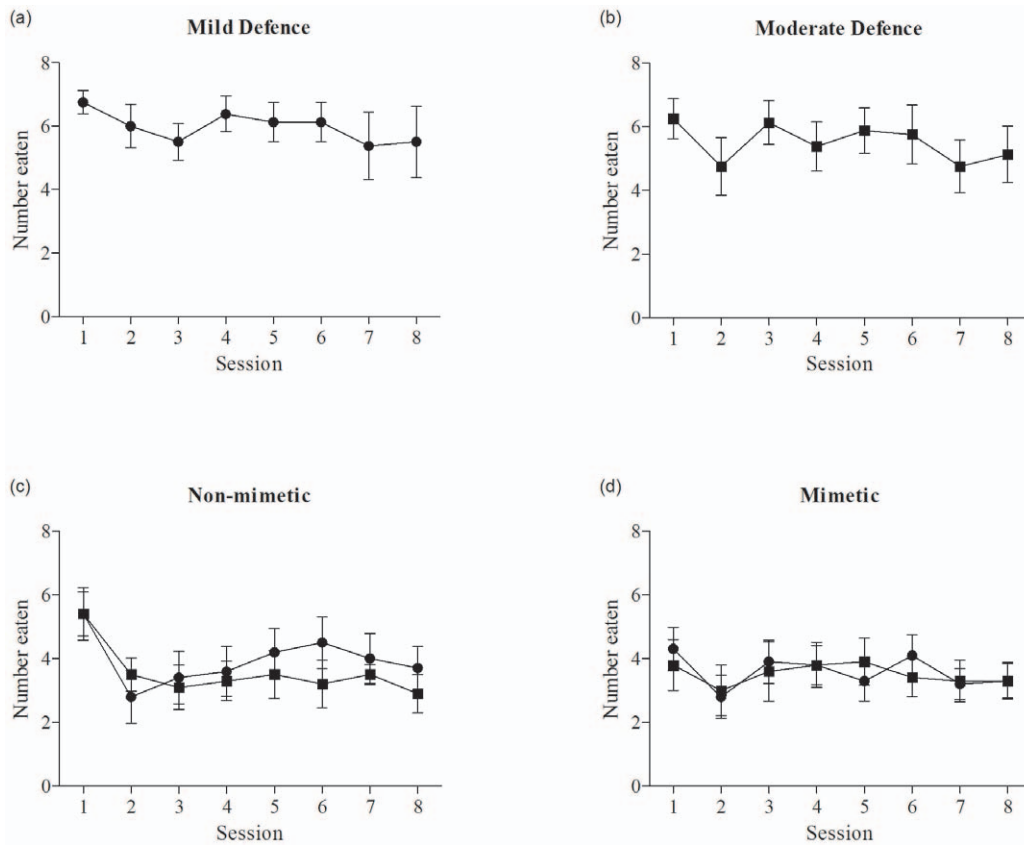 (a)
Mild Defence
8
6
4
2
0
Number eaten
1 2 3 4 5 6 7 8
Session
(b)
Moderate Defence
8
6
4
2
0
Number eaten
1 2 3 4 5 6 7 8
Session
(c)
Non-mimetic
8
6
4
2
0
Number eaten
1 2 3 4 5 6 7 8
Session
(d)
Mimetic
8
6
4
2
0
Number eaten
1 2 3 4 5 6 7 8
Session